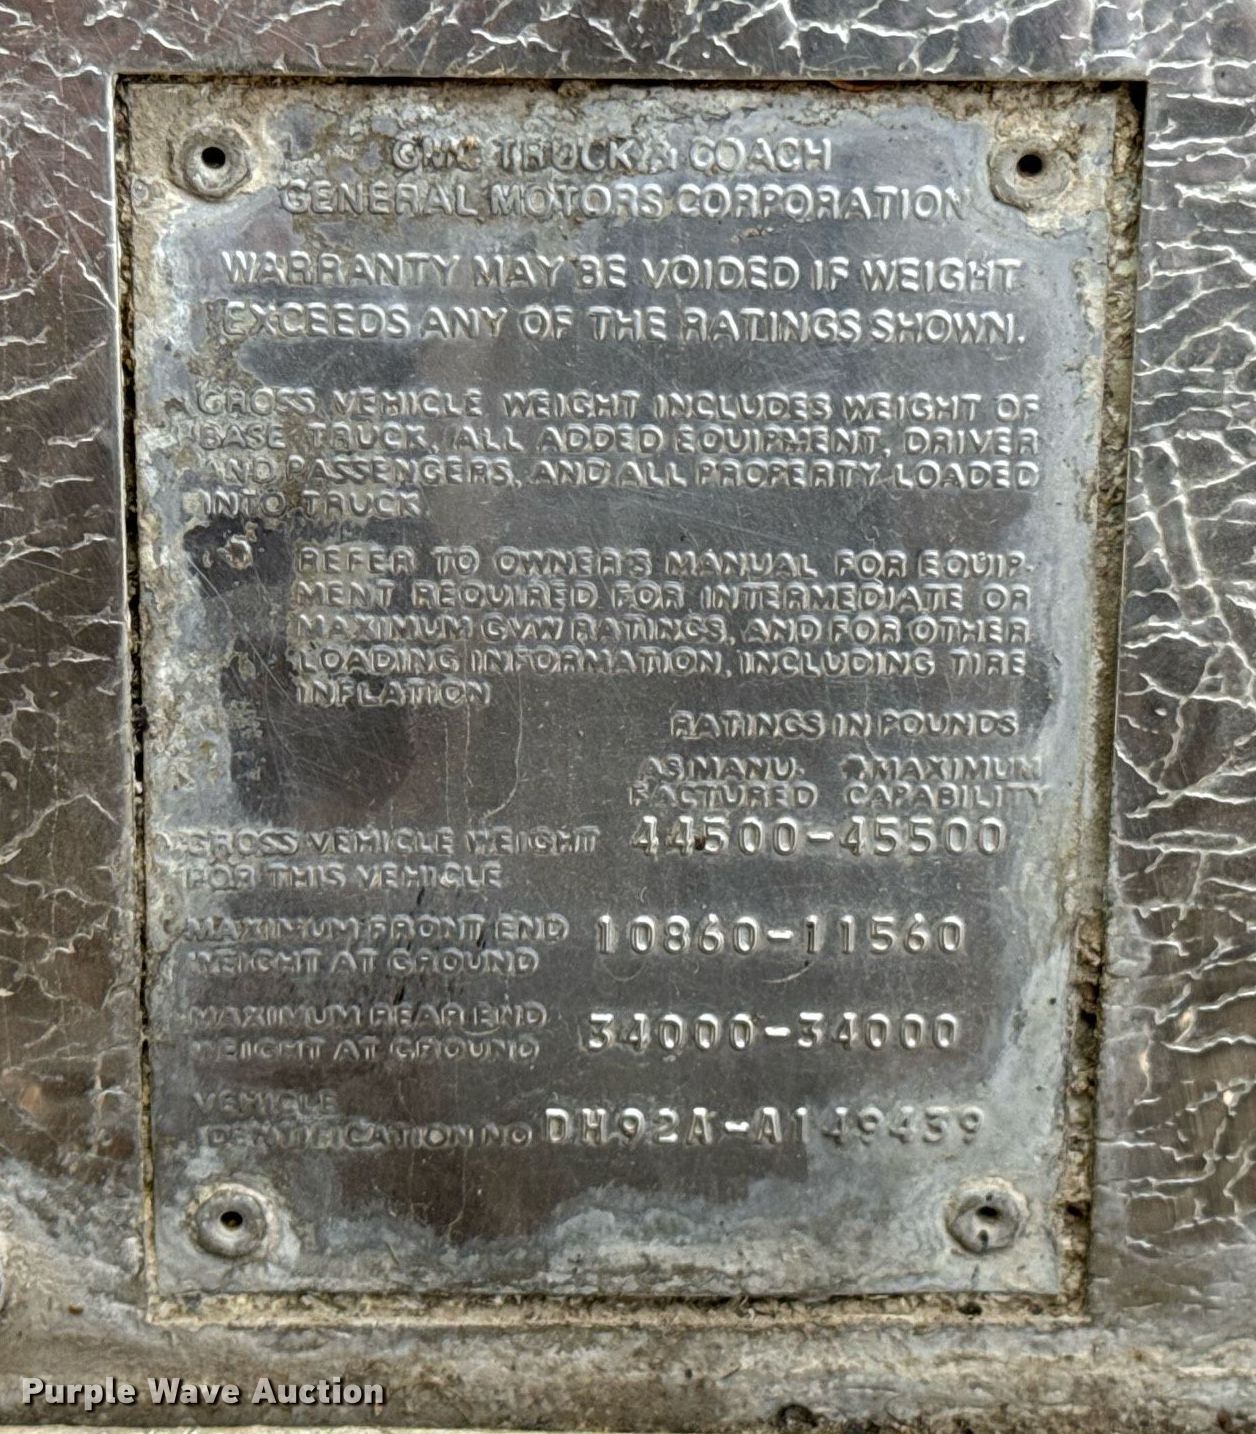 GMC TRUCK & COACH
GENERAL MOTORS CORPORATION
WARRANTY MAY BE VOIDED IF WEIGHT
EXCEEDS ANY OF THE RATINGS SHOWN.
GROSS VEHICLE WEIGHT INCLUDES WEIGHT OF
BASE TRUCK, ALL ADDED EQUIPMENT, DRIVER
AND PASSENGERS, AND ALL PROPERTY LOADED
INTO TRUCK.
REFER TO OWNER'S MANUAL FOR EQUIP-
MENT REQUIRED FOR INTERMEDIATE OR
MAXIMUM GVW RATINGS, AND FOR OTHER
LOADING INFORMATION, INCLUDING TIRE
INFLATION
RATINGS IN POUNDS
AS MANU- *MAXIMUM
FACTURED CAPABILITY
GROSS VEHICLE WEIGHT 44500-45500
FOR THIS VEHICLE
MAXIMUM FRONT END 10860-11560
WEIGHT AT GROUND
MAXIMUM REAR END 34000-34000
WEIGHT AT GROUND
VEHICLE
IDENTIFICATION NO DH92A-A149439
Purple Wave Auction